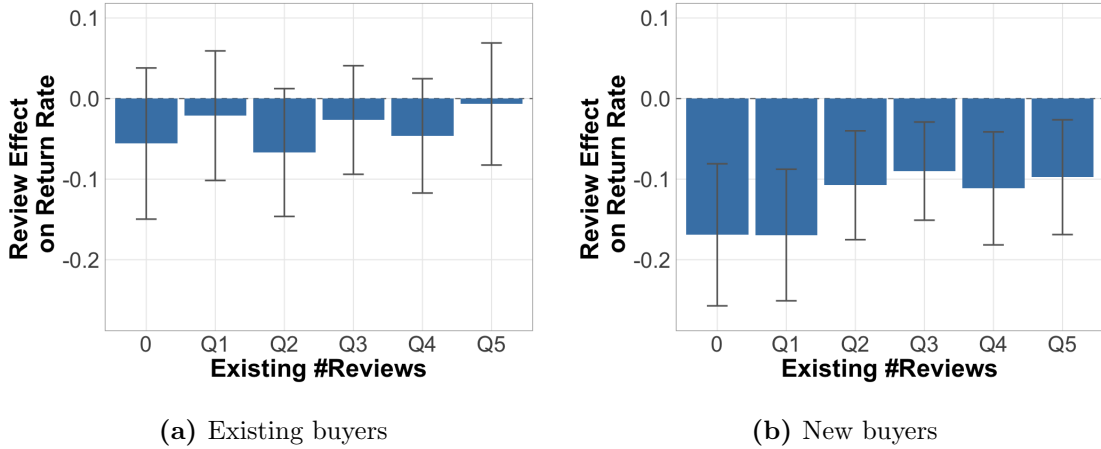 Review Effect
on Return Rate
0.1
0.0
-0.1
-0.2
0 Q1 Q2 Q3 Q4 Q5
Existing #Reviews
(a) Existing buyers
Review Effect
on Return Rate
0.1
0.0
-0.1
-0.2
0 Q1 Q2 Q3 Q4 Q5
Existing #Reviews
(b) New buyers